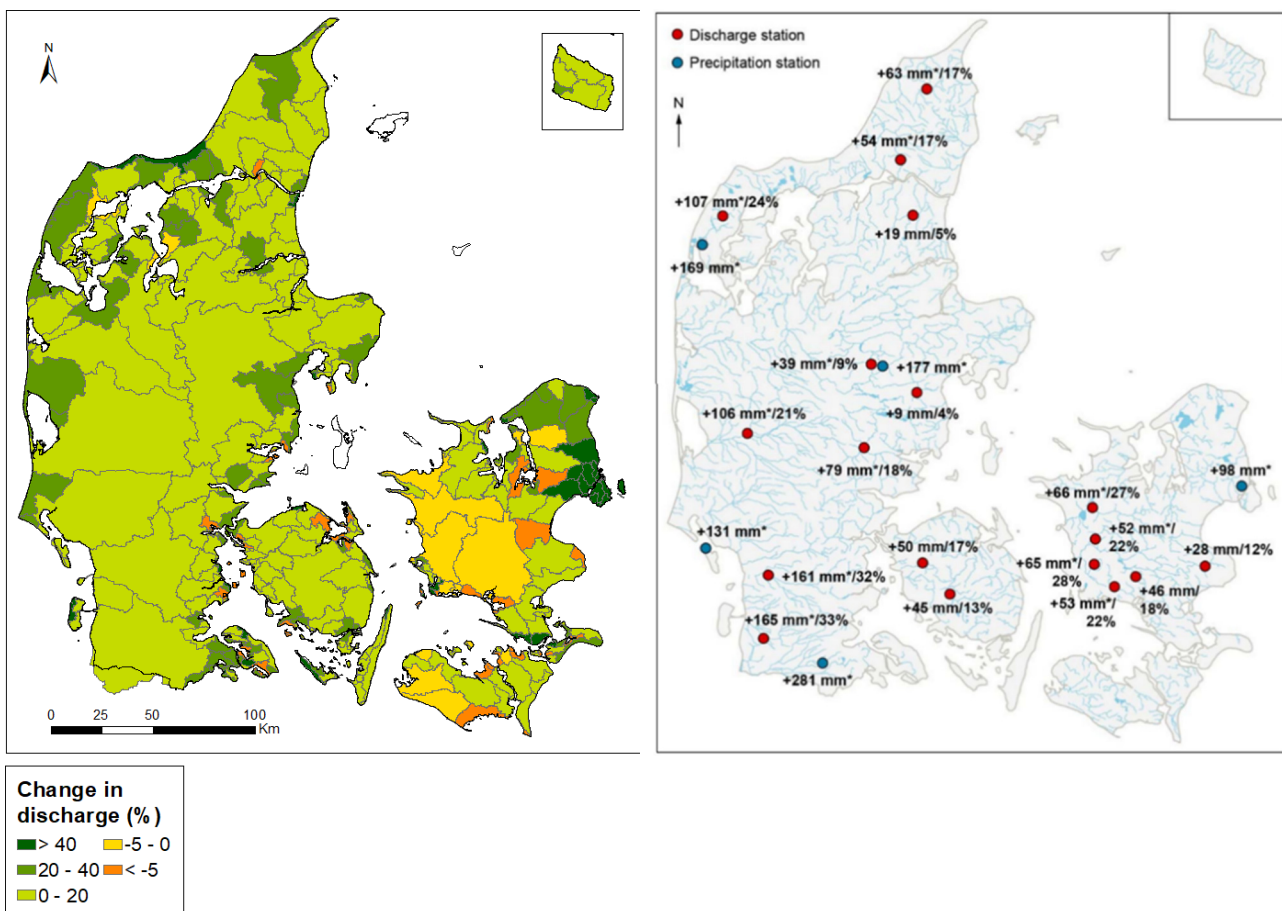 N
0 25 50 100
Km
Change in
discharge (%)
> 40
-5 - 0
20 - 40
< -5
0 - 20
Discharge station
Precipitation station
N
+63 mm*/17%
+54 mm*/17%
+107 mm*/24%
+19 mm/5%
+169 mm*
+39 mm*/9%
+177 mm*
+9 mm/4%
+106 mm*/21%
+79 mm*/18%
+98 mm*
+66 mm*/27%
+52 mm*/
22%
+131 mm*
+50 mm/17%
+65 mm*/
28%
+28 mm/12%
+161 mm*/32%
+45 mm/13%
+53 mm*/
22%
+46 mm/
18%
+165 mm*/33%
+281 mm*